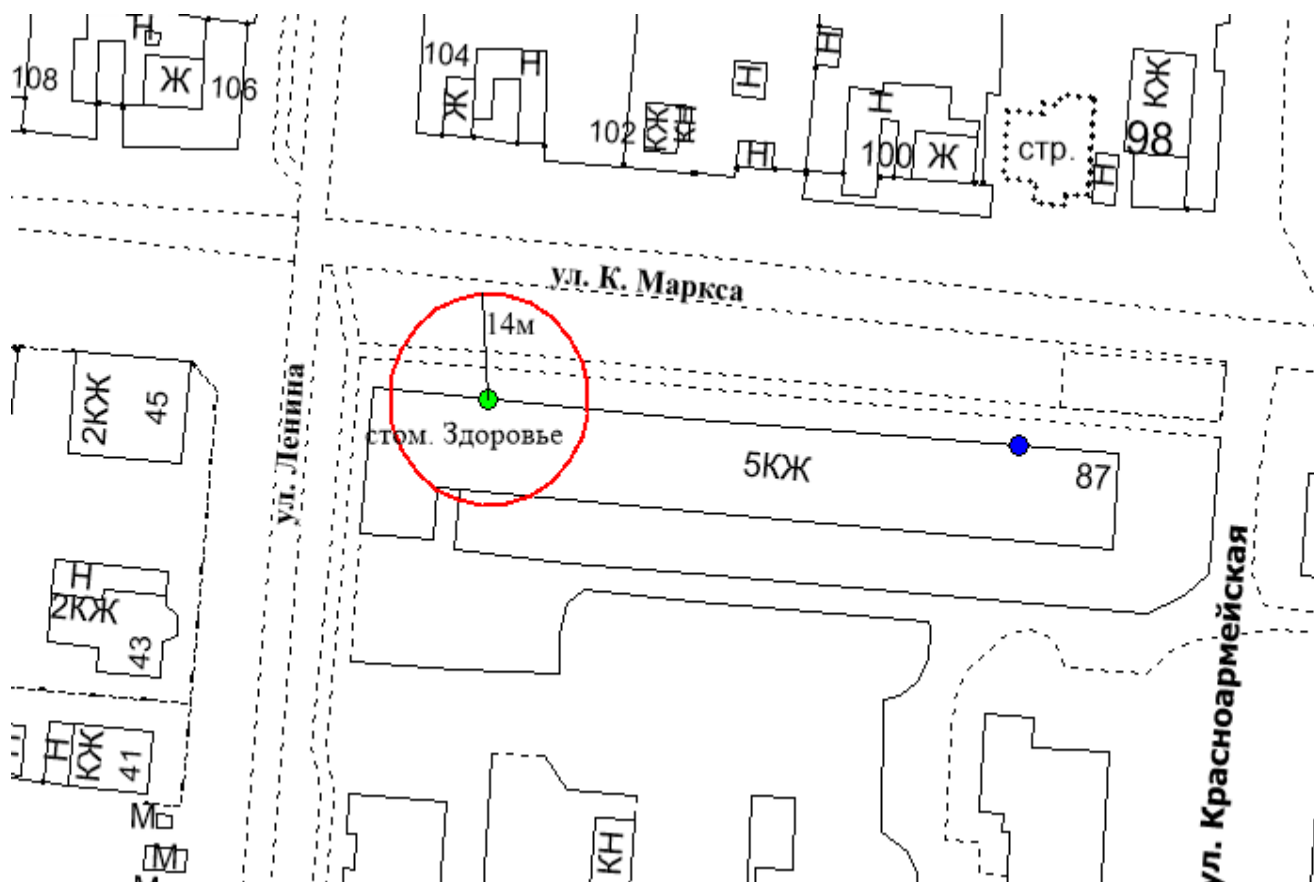 108
Н
Ж
106
104
Н
Ж
102
КЖ
КН
Н
Н
Н
Н
100
Ж
стр.
КЖ
98
Н
ул. К. Маркса
14м
стом. Здоровье
5КЖ
87
ул. Ленина
2КЖ
45
Н
2КЖ
43
Н
КЖ
41
М
М
КН
ул. Красноармейская